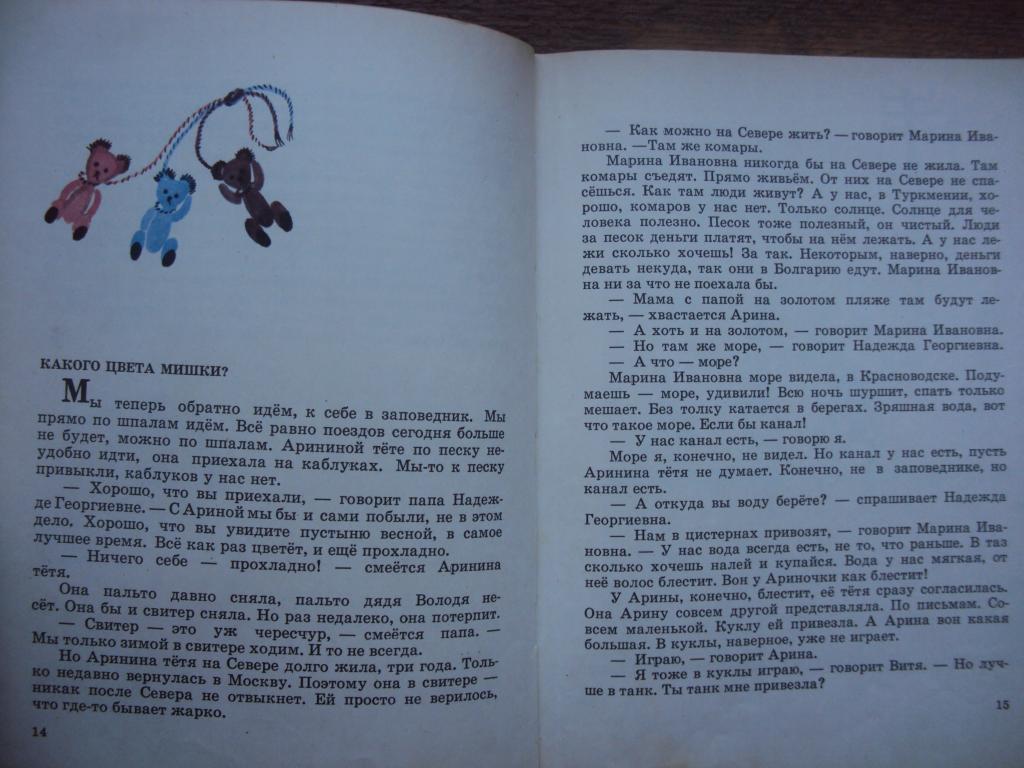 КАКОГО ЦВЕТА МИШКИ?
Мы теперь обратно идём, к себе в заповедник. Мы
прямо по шпалам идём. Всё равно поездов сегодня больше
не будет, можно по шпалам. Арининой тёте по песку не-
удобно идти, она приехала на каблуках. Мы-то к песку
привыкли, каблуков у нас нет.
— Хорошо, что вы приехали, — говорит папа Надеж-
де Георгиевне. — С Ариной мы бы и сами побыли, не в этом
дело. Хорошо, что вы увидите пустыню весной, в самое
лучшее время. Всё как раз цветёт, и ещё прохладно.
— Ничего себе — прохладно! — смеётся Аринина
тётя.
Она пальто давно сняла, пальто дядя Володя не-
сёт. Она бы и свитер сняла. Но раз недалеко, она потерпит.
— Свитер — это уж чересчур, — смеётся папа. —
Мы только зимой в свитере ходим. И то не всегда.
Но Аринина тётя на Севере долго жила, три года. Толь-
ко недавно вернулась в Москву. Поэтому она в свитере —
никак после Севера не отвыкнет. Ей просто не верилось,
что где-то бывает жарко.
14
— Как можно на Севере жить? — говорит Марина Ива-
новна. — Там же комары.
Марина Ивановна никогда бы на Севере не жила. Там
комары съедят. Прямо живьём. От них на Севере не спа-
сёшься. Как там люди живут? А у нас, в Туркмении, хо-
рошо, комаров у нас нет. Только солнце. Солнце для че-
ловека полезно. Песок тоже полезный, он чистый. Люди
за песок деньги платят, чтобы на нём лежать. А у нас ле-
жи сколько хочешь! За так. Некоторым, наверно, деньги
девать некуда, так они в Болгарию едут. Марина Иванов-
на ни за что не поехала бы.
— Мама с папой на золотом пляже там будут ле-
жать, — хвастается Арина.
— А хоть и на золотом, — говорит Марина Ивановна.
— Но там же море, — говорит Надежда Георгиевна.
— А что — море?
Марина Ивановна море видела, в Красноводске. Поду-
маешь — море, удивили! Всю ночь шуршит, спать только
мешает. Без толку катается в берегах. Зряшная вода, вот
что такое море. Если бы канал!
— У нас канал есть, — говорю я.
Море я, конечно, не видел. Но канал у нас есть, пусть
Аринина тётя не думает. Конечно, не в заповеднике, но
канал есть.
— А откуда вы воду берёте? — спрашивает Надежда
Георгиевна.
— Нам в цистернах привозят, — говорит Марина Ива-
новна. — У нас вода всегда есть, не то, что раньше. В таз
сколько хочешь налей и купайся. Вода у нас мягкая, от
неё волос блестит. Вон у Ариночки как блестит!
У Арины, конечно, блестит, её тётя сразу согласилась.
Она Арину совсем другой представляла. По письмам. Со-
всем маленькой. Куклу ей привезла. А Арина вон какая
большая. В куклы, наверное, уже не играет.
— Играю, — говорит Арина.
— Я тоже в куклы играю, — говорит Витя. — Но луч-
ше в танк. Ты танк мне привезла?
15